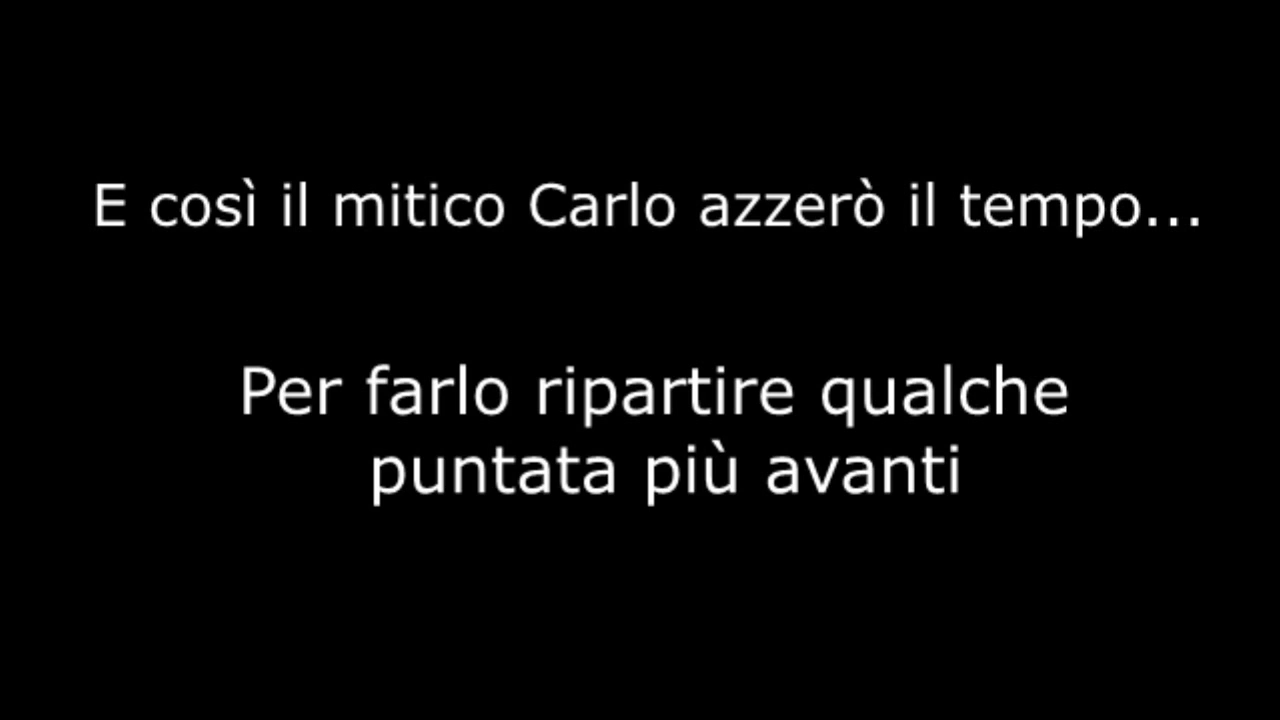 E così il mitico Carlo azzerò il tempo...
Per farlo ripartire qualche
puntata più avanti